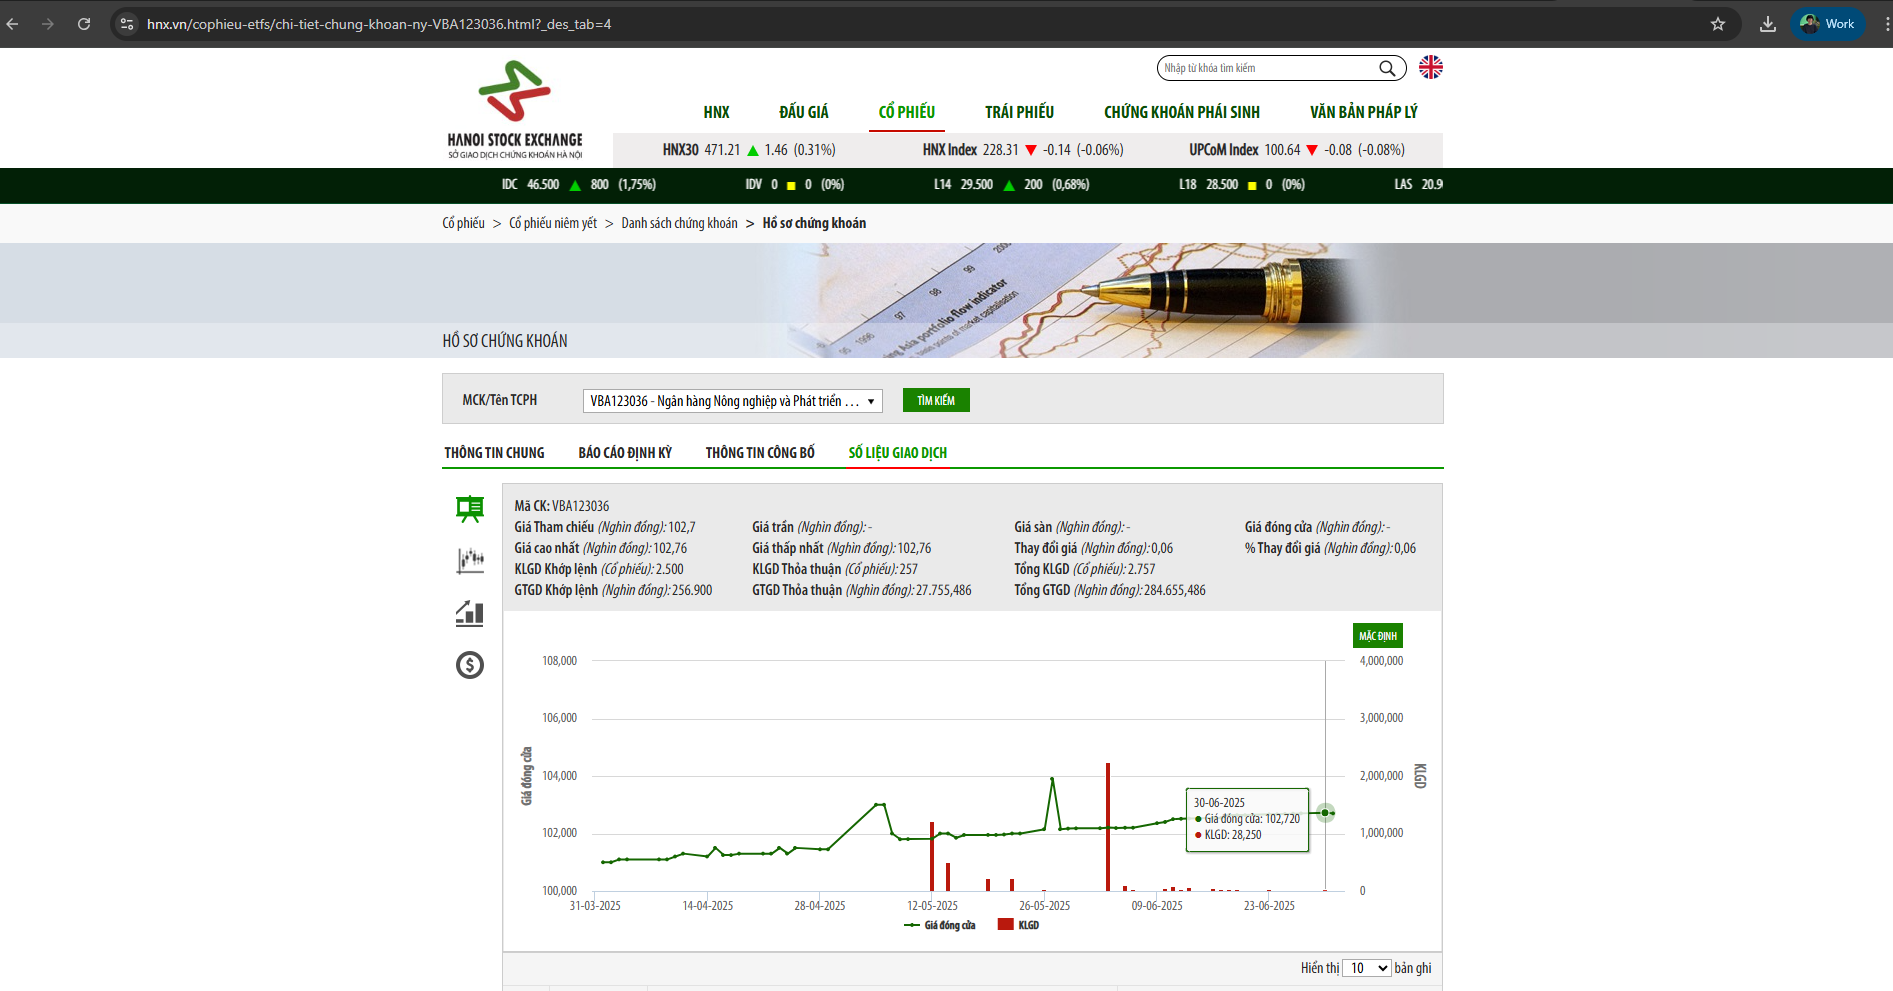 hnx.vn/cophieu-etfs/chi-tiet-chung-khoan-ny-VBA123036.html?_des_tab=4
Work
HANOI STOCK EXCHANGE
SỞ GIAO DỊCH CHỨNG KHOÁN HÀ NỘI
Nhập từ khóa tìm kiếm
HNX ĐẤU GIÁ CỔ PHIẾU TRÁI PHIẾU CHỨNG KHOÁN PHÁI SINH VĂN BẢN PHÁP LÝ
HNX30 471.21 ▲ 1.46 (0.31%) HNX Index 228.31 ▼ -0.14 (-0.06%) UPCoM Index 100.64 ▼ -0.08 (-0.08%)
IDC 46.500 ▲ 800 (1,75%) IDV 0 ■ 0 (0%) L14 29.500 ▲ 200 (0,68%) L18 28.500 ■ 0 (0%) LAS 20.9
Cổ phiếu > Cổ phiếu niêm yết > Danh sách chứng khoán > Hồ sơ chứng khoán
2000
99
98
97
1996
95
Asia portfolio flow indicator
% of market capitalisation
HỒ SƠ CHỨNG KHOÁN
MCK/Tên TCPH VBA123036 - Ngân hàng Nông nghiệp và Phát triển ... TÌM KIẾM
THÔNG TIN CHUNG BÁO CÁO ĐỊNH KỲ THÔNG TIN CÔNG BỐ SỐ LIỆU GIAO DỊCH
Mã CK: VBA123036
Giá Tham chiếu (Nghìn đồng): 102,7 Giá trần (Nghìn đồng): - Giá sàn (Nghìn đồng): - Giá đóng cửa (Nghìn đồng): -
Giá cao nhất (Nghìn đồng): 102,76 Giá thấp nhất (Nghìn đồng): 102,76 Thay đổi giá (Nghìn đồng): 0,06 % Thay đổi giá (Nghìn đồng): 0,06
KLGD Khớp lệnh (Cổ phiếu): 2.500 KLGD Thỏa thuận (Cổ phiếu): 257 Tổng KLGD (Cổ phiếu): 2.757
GTGD Khớp lệnh (Nghìn đồng): 256.900 GTGD Thỏa thuận (Nghìn đồng): 27.755,486 Tổng GTGD (Nghìn đồng): 284.655,486
MẶC ĐỊNH
108,000 4,000,000
106,000 3,000,000
104,000 2,000,000
102,000 1,000,000
100,000 0
Giá đóng cửa
KLGD
30-06-2025
Giá đóng cửa: 102,720
KLGD: 28,250
31-03-2025 14-04-2025 28-04-2025 12-05-2025 26-05-2025 09-06-2025 23-06-2025
Giá đóng cửa KLGD
Hiển thị 10 bản ghi